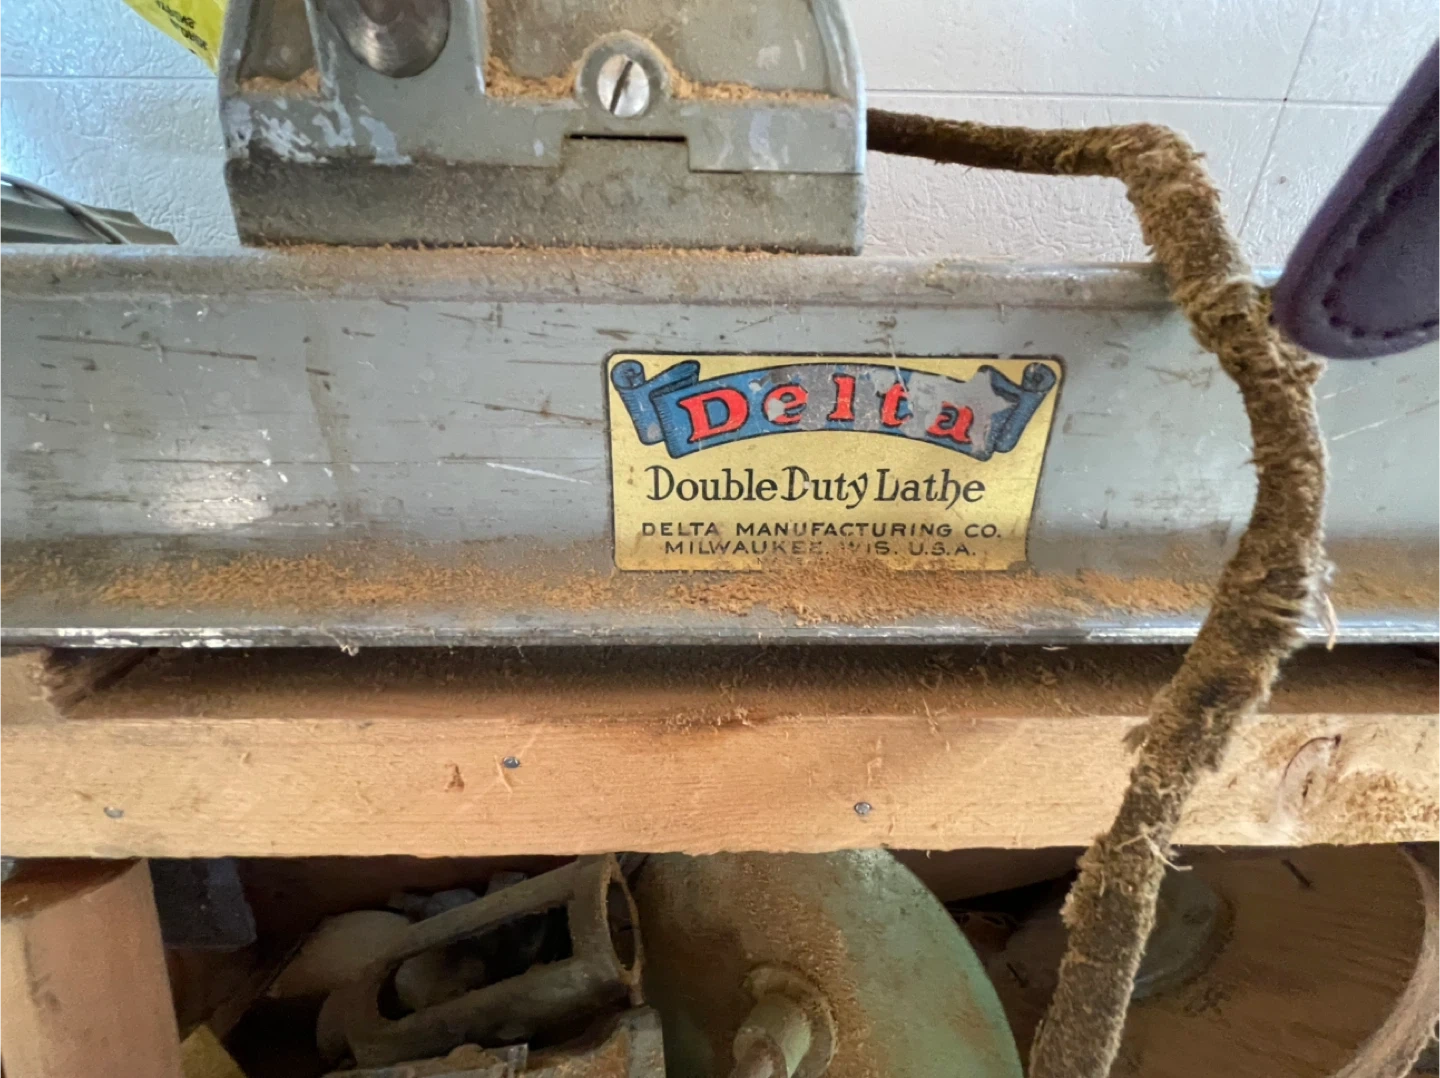 Delta
Double Duty Lathe
DELTA MANUFACTURING CO.
MILWAUKEE, WIS. U.S.A.